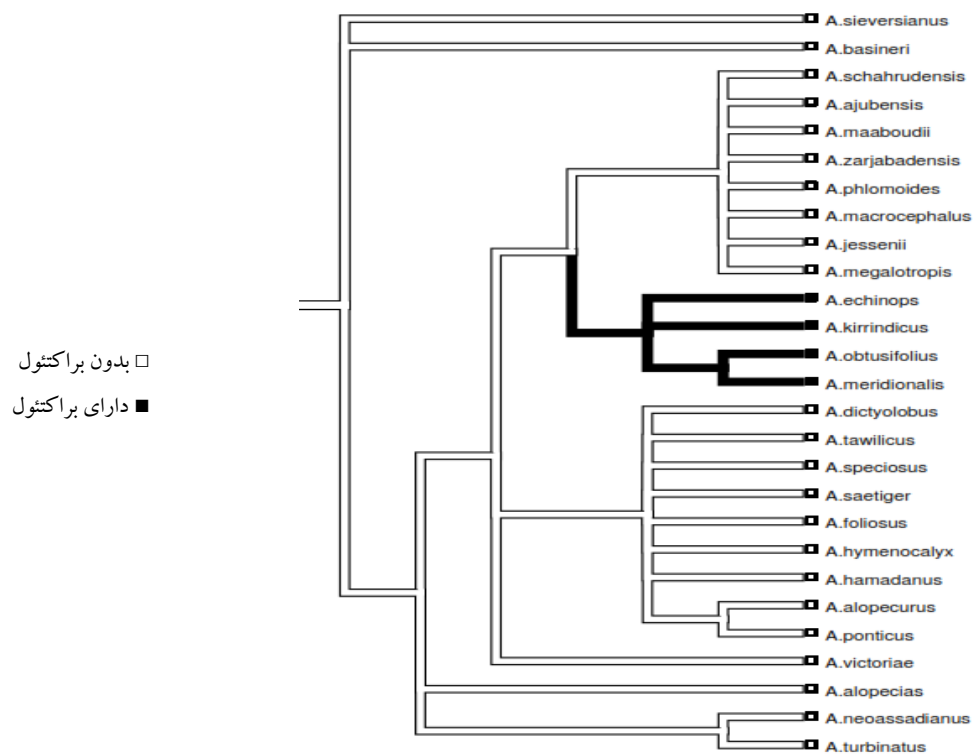 A.sieversianus
A.basineri
A.schahrudensis
A.ajubensis
A.maaboudii
A.zarjabadensis
A.phlomoides
A.macrocephalus
A.jessenii
A.megalotropis
A.echinops
A.kirrindicus
A.obtusifolius
A.meridionalis
A.dictyolobus
A.tawilicus
A.speciosus
A.saetiger
A.foliosus
A.hymenocalyx
A.hamadanus
A.alopecurus
A.ponticus
A.victoriae
A.alopecias
A.neoassadianus
A.turbinatus
□ بدون براکتئول
■ دارای براکتئول